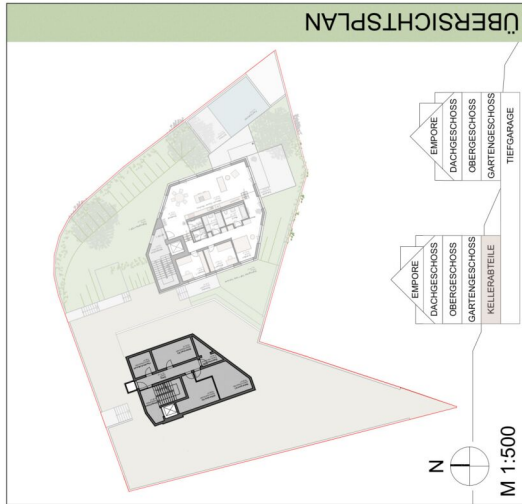 ÜBERSICHTSPLAN
EMPORE
DACHGESCHOSS
OBERGESCHOSS
GARTENGESCHOSS
TIEFGARAGE
EMPORE
DACHGESCHOSS
OBERGESCHOSS
GARTENGESCHOSS
KELLERABTEILE
N
M 1:500